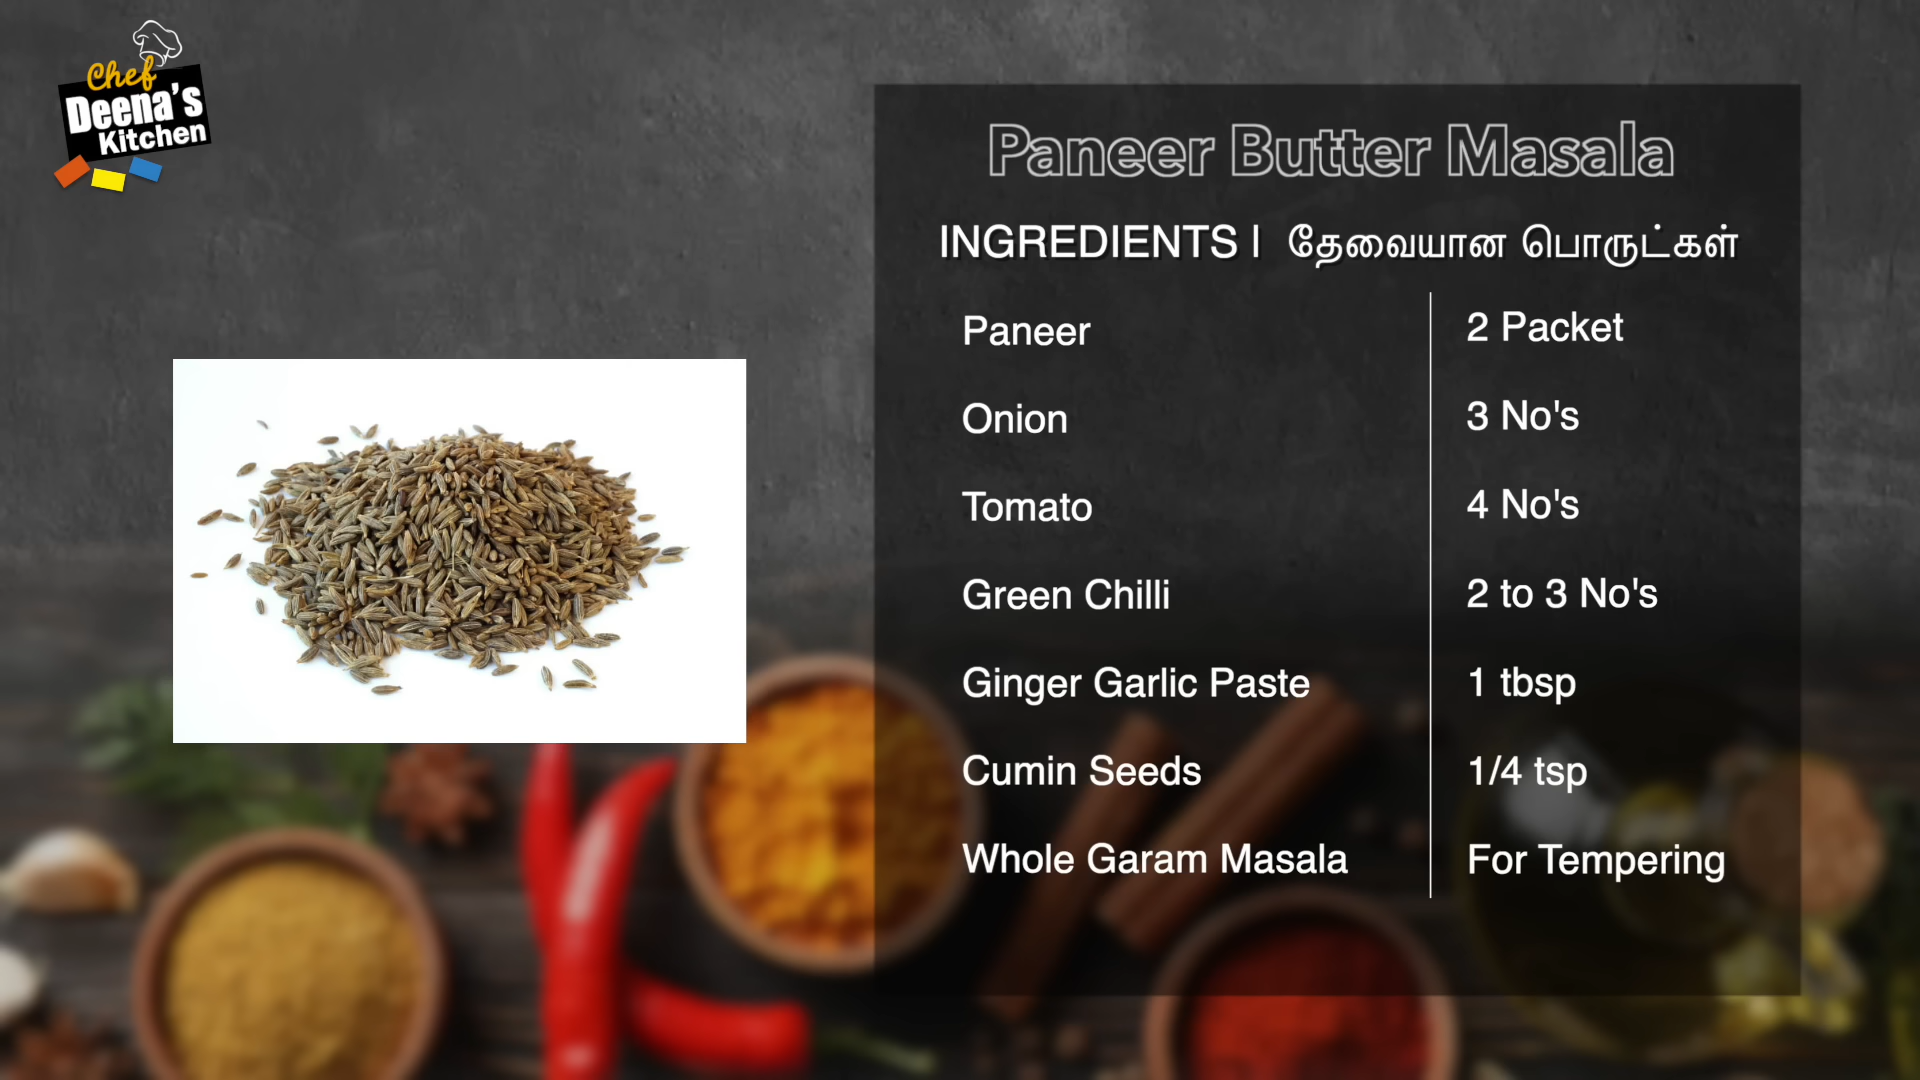 Chef
Deena's
Kitchen
Paneer Butter Masala
INGREDIENTS | தேவையான பொருட்கள்
Paneer 2 Packet
Onion 3 No's
Tomato 4 No's
Green Chilli 2 to 3 No's
Ginger Garlic Paste 1 tbsp
Cumin Seeds 1/4 tsp
Whole Garam Masala For Tempering